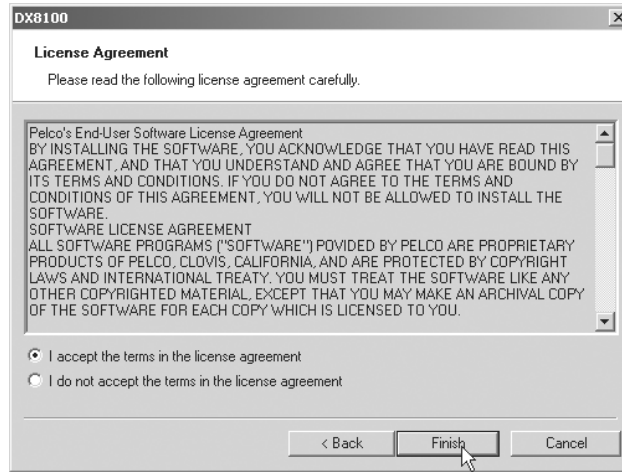 DX8100
License Agreement
Please read the following license agreement carefully.
Pelco's End-User Software License Agreement
BY INSTALLING THE SOFTWARE, YOU ACKNOWLEDGE THAT YOU HAVE READ THIS
AGREEMENT, AND THAT YOU UNDERSTAND AND AGREE THAT YOU ARE BOUND BY
ITS TERMS AND CONDITIONS. IF YOU DO NOT AGREE TO THE TERMS AND
CONDITIONS OF THIS AGREEMENT, YOU WILL NOT BE ALLOWED TO INSTALL THE
SOFTWARE.
SOFTWARE LICENSE AGREEMENT
ALL SOFTWARE PROGRAMS ("SOFTWARE") POVIDED BY PELCO ARE PROPRIETARY
PRODUCTS OF PELCO, CLOVIS, CALIFORNIA, AND ARE PROTECTED BY COPYRIGHT
LAWS AND INTERNATIONAL TREATY. YOU MUST TREAT THE SOFTWARE LIKE ANY
OTHER COPYRIGHTED MATERIAL, EXCEPT THAT YOU MAY MAKE AN ARCHIVAL COPY
OF THE SOFTWARE FOR EACH COPY WHICH IS LICENSED TO YOU.
I accept the terms in the license agreement
I do not accept the terms in the license agreement
< Back Finish Cancel